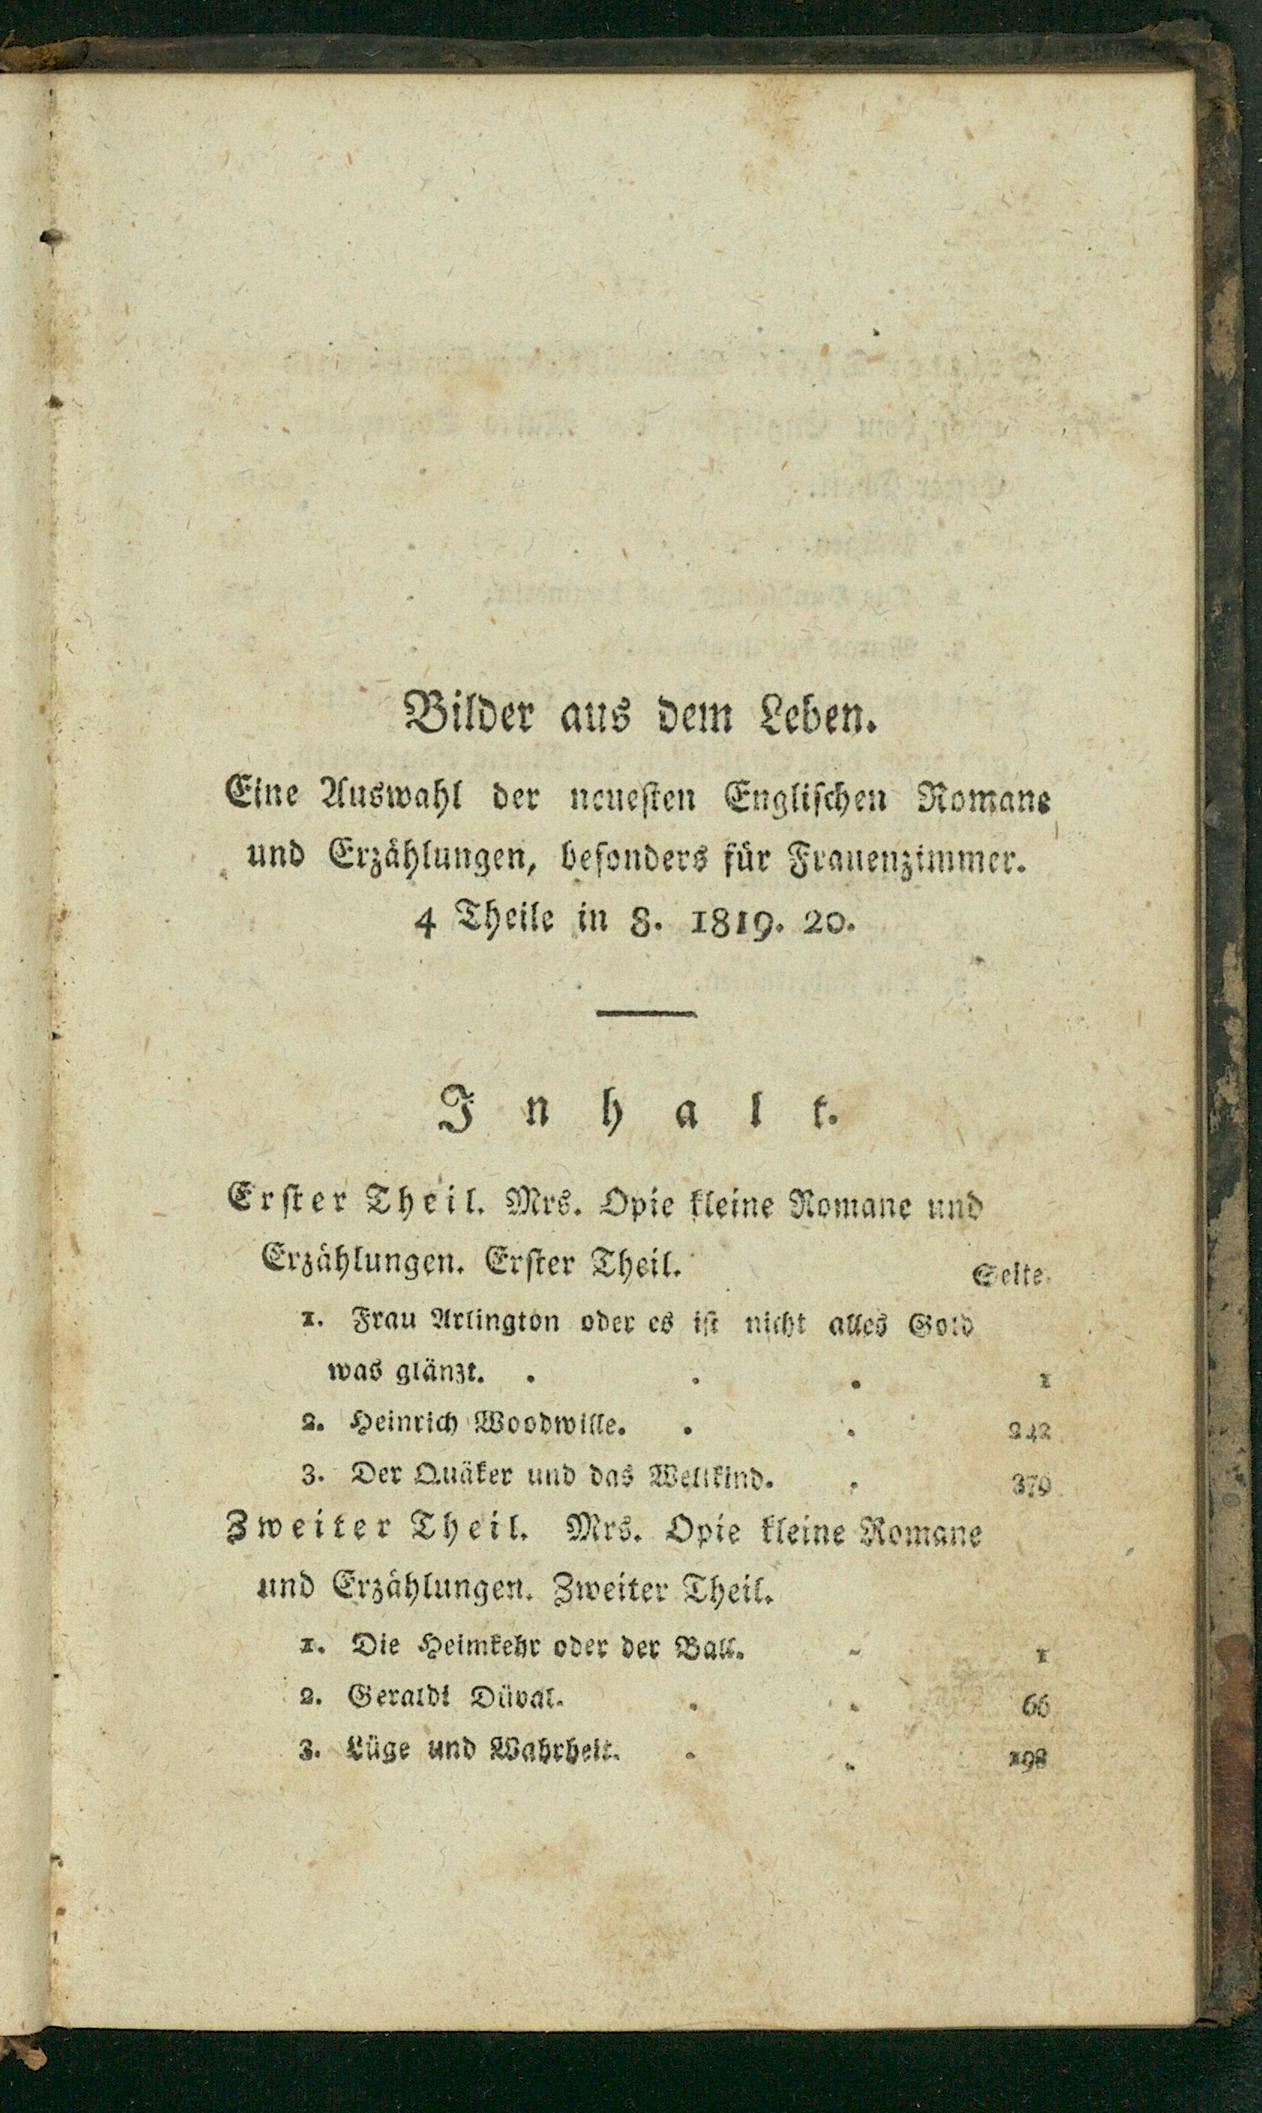 Bilder aus dem Leben.
Eine Auswahl der neuesten Englischen Romane
und Erzählungen, besonders für Frauenzimmer.
4 Theile in 8. 1819. 20.
Inhalt.
Erster Theil. Mrs. Opie kleine Romane und
Erzählungen. Erster Theil.
Seite.
1. Frau Arlington oder es ist nicht alles Gold
was glänzt. . . . 1
2. Heinrich Woodwille. . . 242
3. Der Quäker und das Weltkind. . 379
Zweiter Theil. Mrs. Opie kleine Romane
und Erzählungen. Zweiter Theil.
1. Die Heimkehr oder der Ball. - 1
2. Geraldi Düval. . . 66
3. Lüge und Wahrheit. . . 198